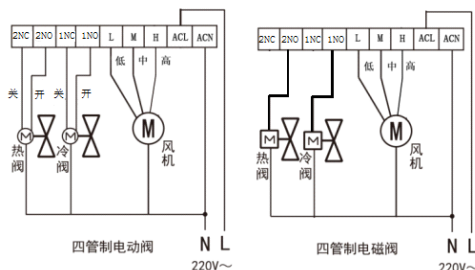 2NC 2NO 1NC 1NO L M H ACL ACN
低 中 高
关 开 关 开
M M M
热阀 冷阀 风机
N L
四管制电动阀
220V~
2NC 2NO 1NC 1NO L M H ACL ACN
低 中 高
M M M
热阀 冷阀 风机
N L
四管制电磁阀
220V~